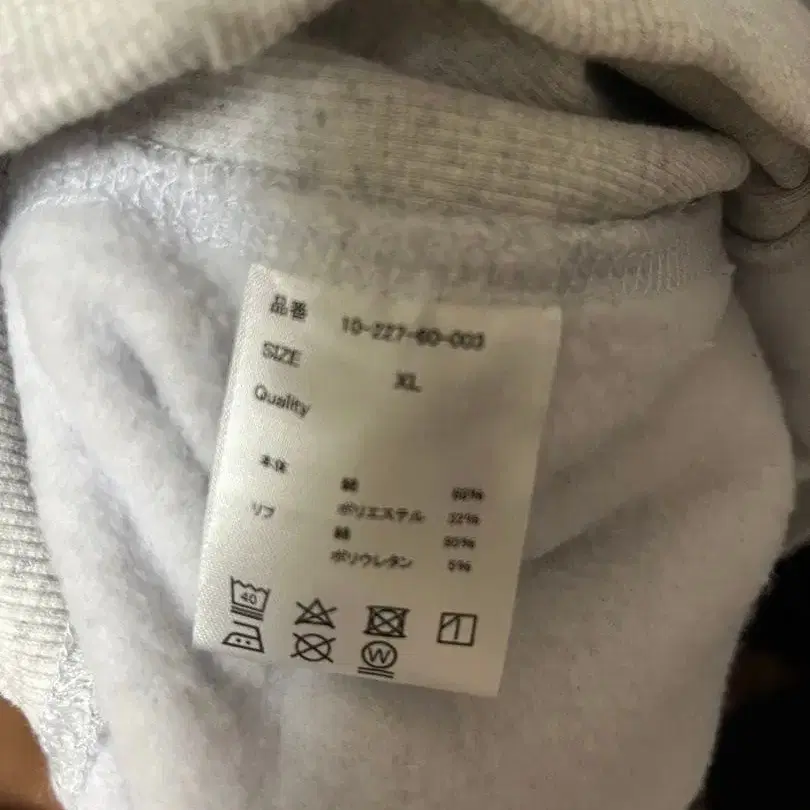 品番 10-227-60-003
SIZE XL
Quality
本体 綿
リブ ポリエステル
綿
ポリウレタン 5%
40
W